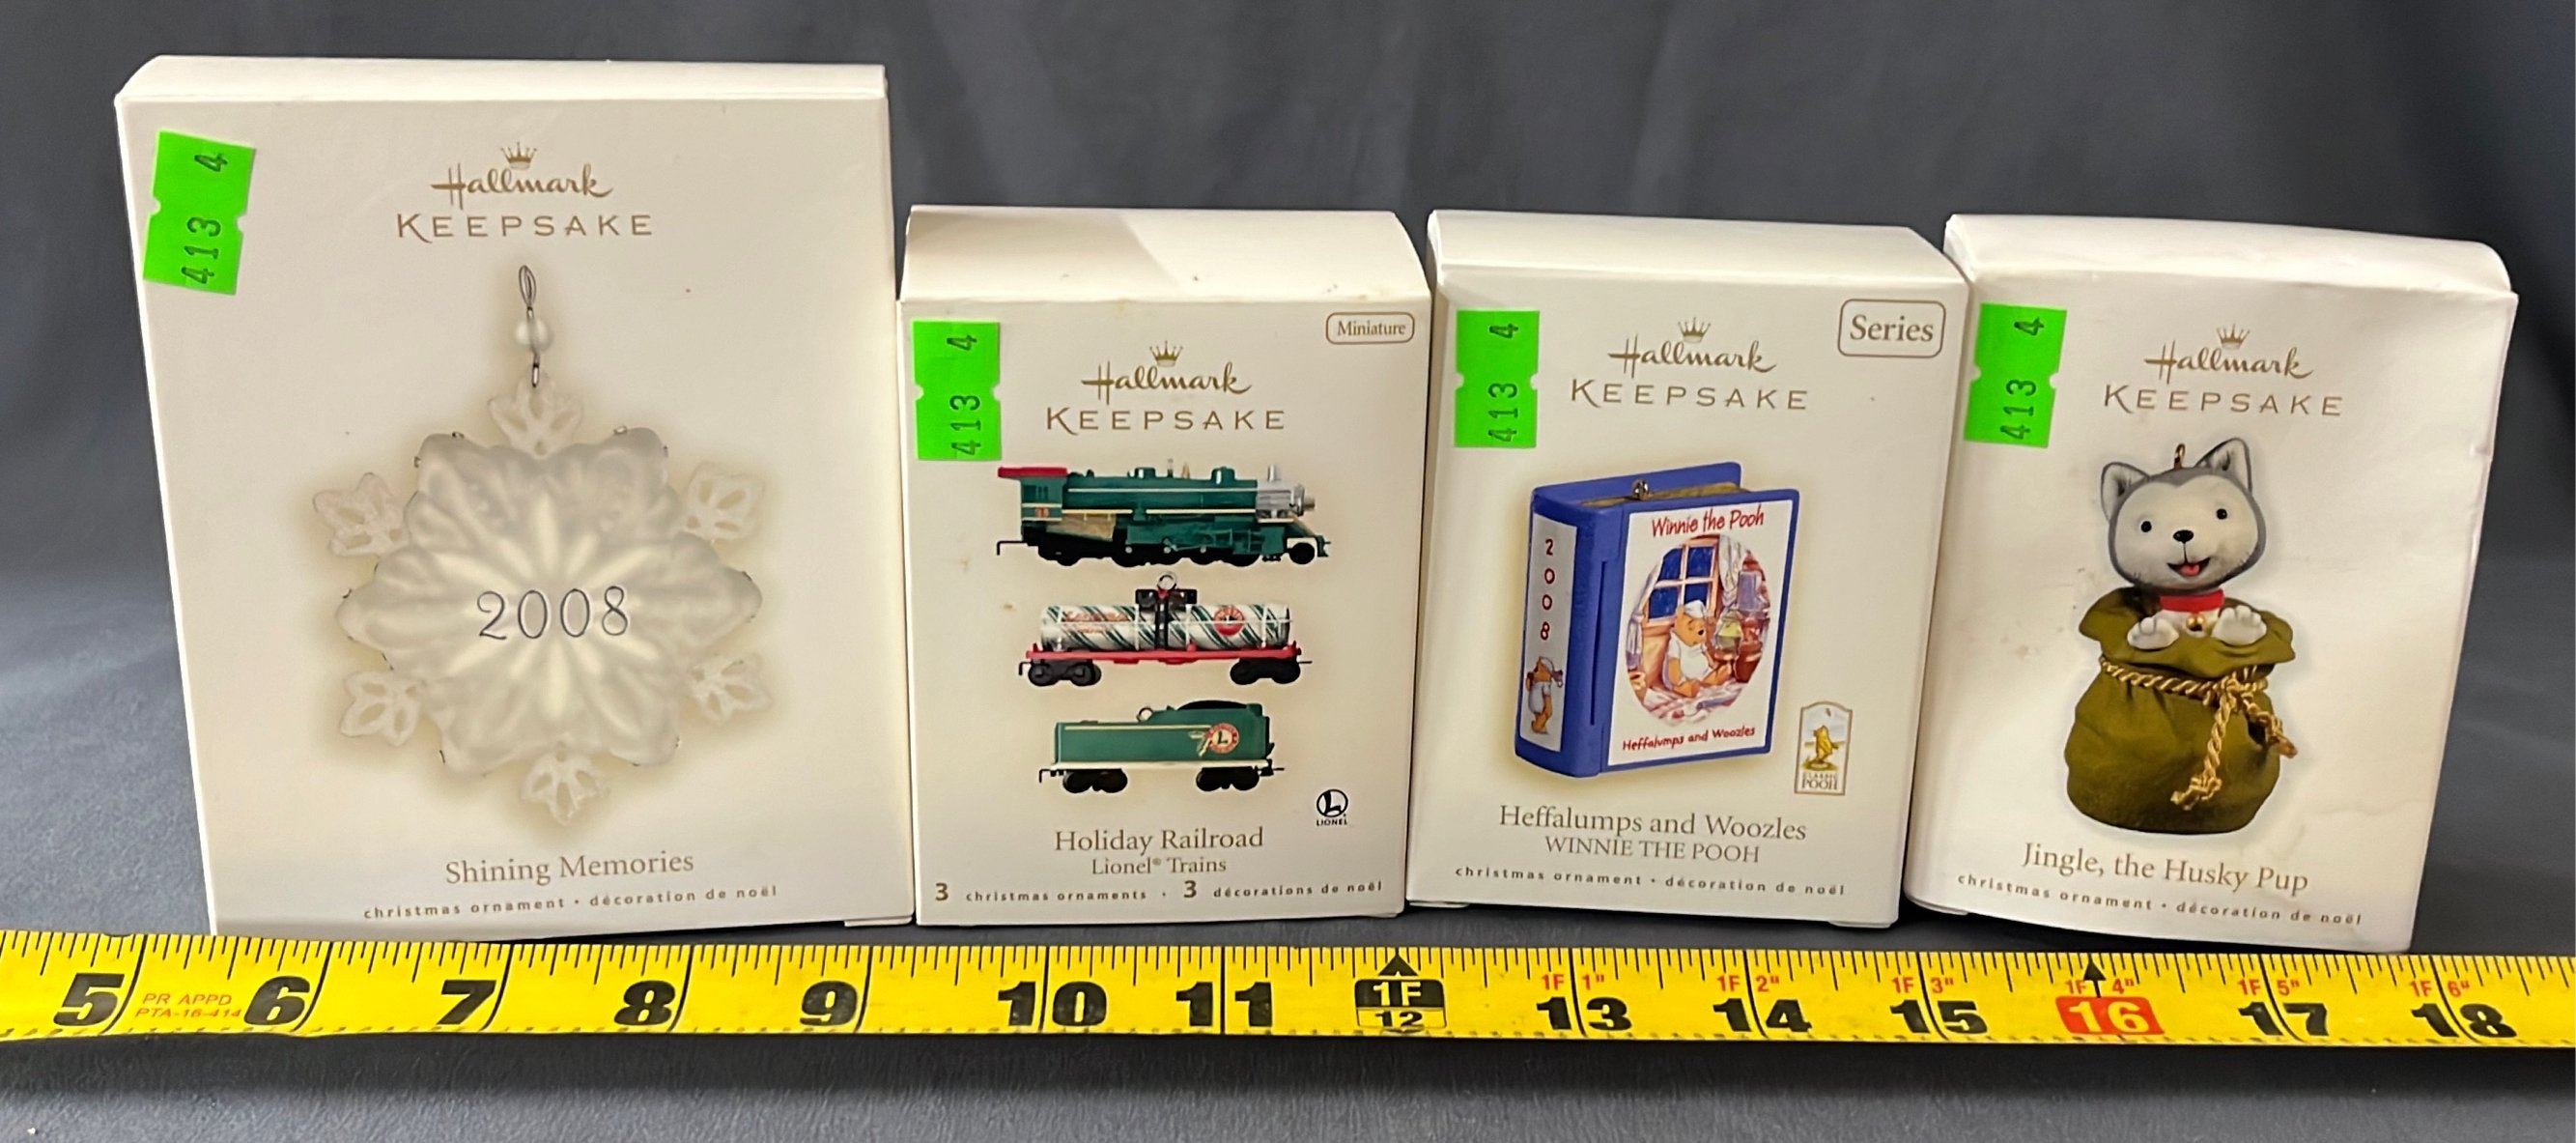 413 4
Hallmark
KEEPSAKE
2008
Shining Memories
christmas ornament • décoration de noël
413 4
Miniature
Hallmark
KEEPSAKE
L
LIONEL
Holiday Railroad
Lionel® Trains
3 christmas ornaments • 3 décorations de noël
413 4
Series
Hallmark
KEEPSAKE
2008
Winnie the Pooh
Heffalumps and Woozles
CLASSIC
POOH
Heffalumps and Woozles
WINNIE THE POOH
christmas ornament • décoration de noël
413 4
Hallmark
KEEPSAKE
Jingle, the Husky Pup
christmas ornament • décoration de noël
1F 1" 1F 2" 1F 3" 1F 4" 1F 5" 1F 6"
5 6 7 8 9 10 11 1F 12 13 14 15 16 17 18
PR APPD
PTA-16-414